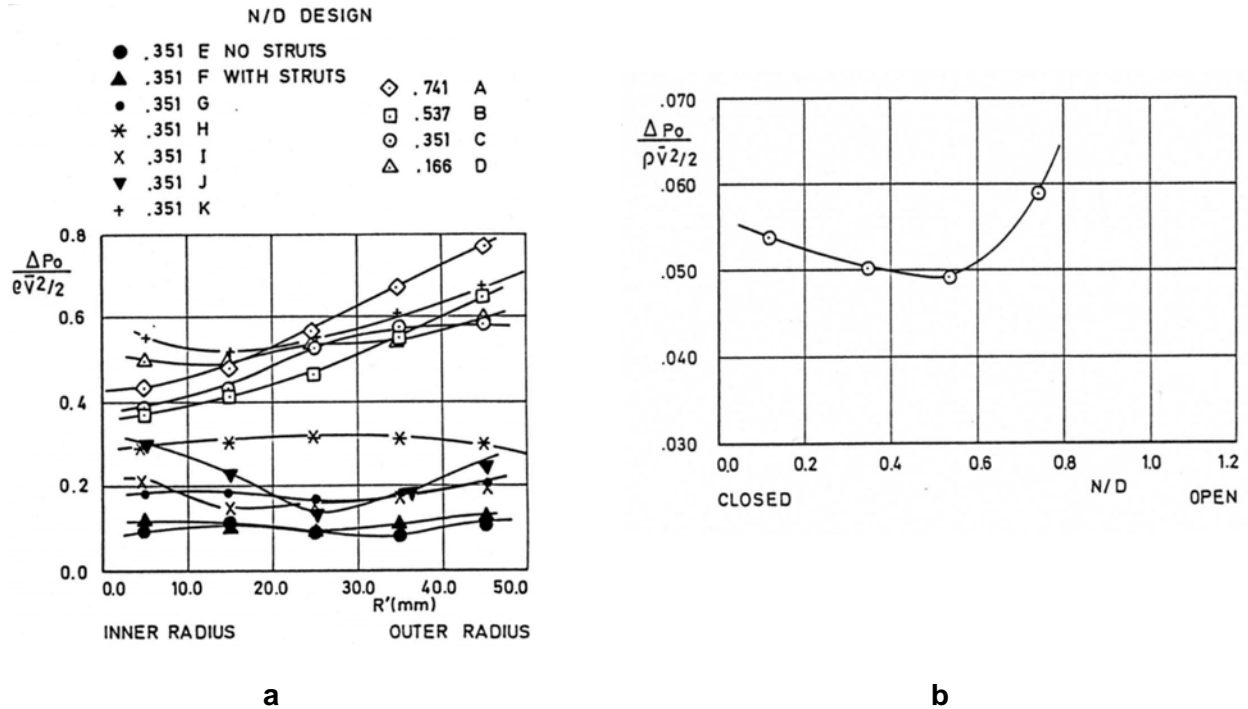 N/D DESIGN
● .351 E NO STRUTS
▲ .351 F WITH STRUTS
• .351 G
* .351 H
x .351 I
▼ .351 J
+ .351 K
.741 A
.537 B
.351 C
.166 D
ΔPo
ρv̄²/2
0.8
0.6
0.4
0.2
0.0
0.0 10.0 20.0 30.0 40.0 50.0
R'(mm)
INNER RADIUS OUTER RADIUS
a
ΔPo
ρv̄²/2
.070
.060
.050
.040
.030
0.0 0.2 0.4 0.6 0.8 1.0 1.2
N/D
CLOSED OPEN
b